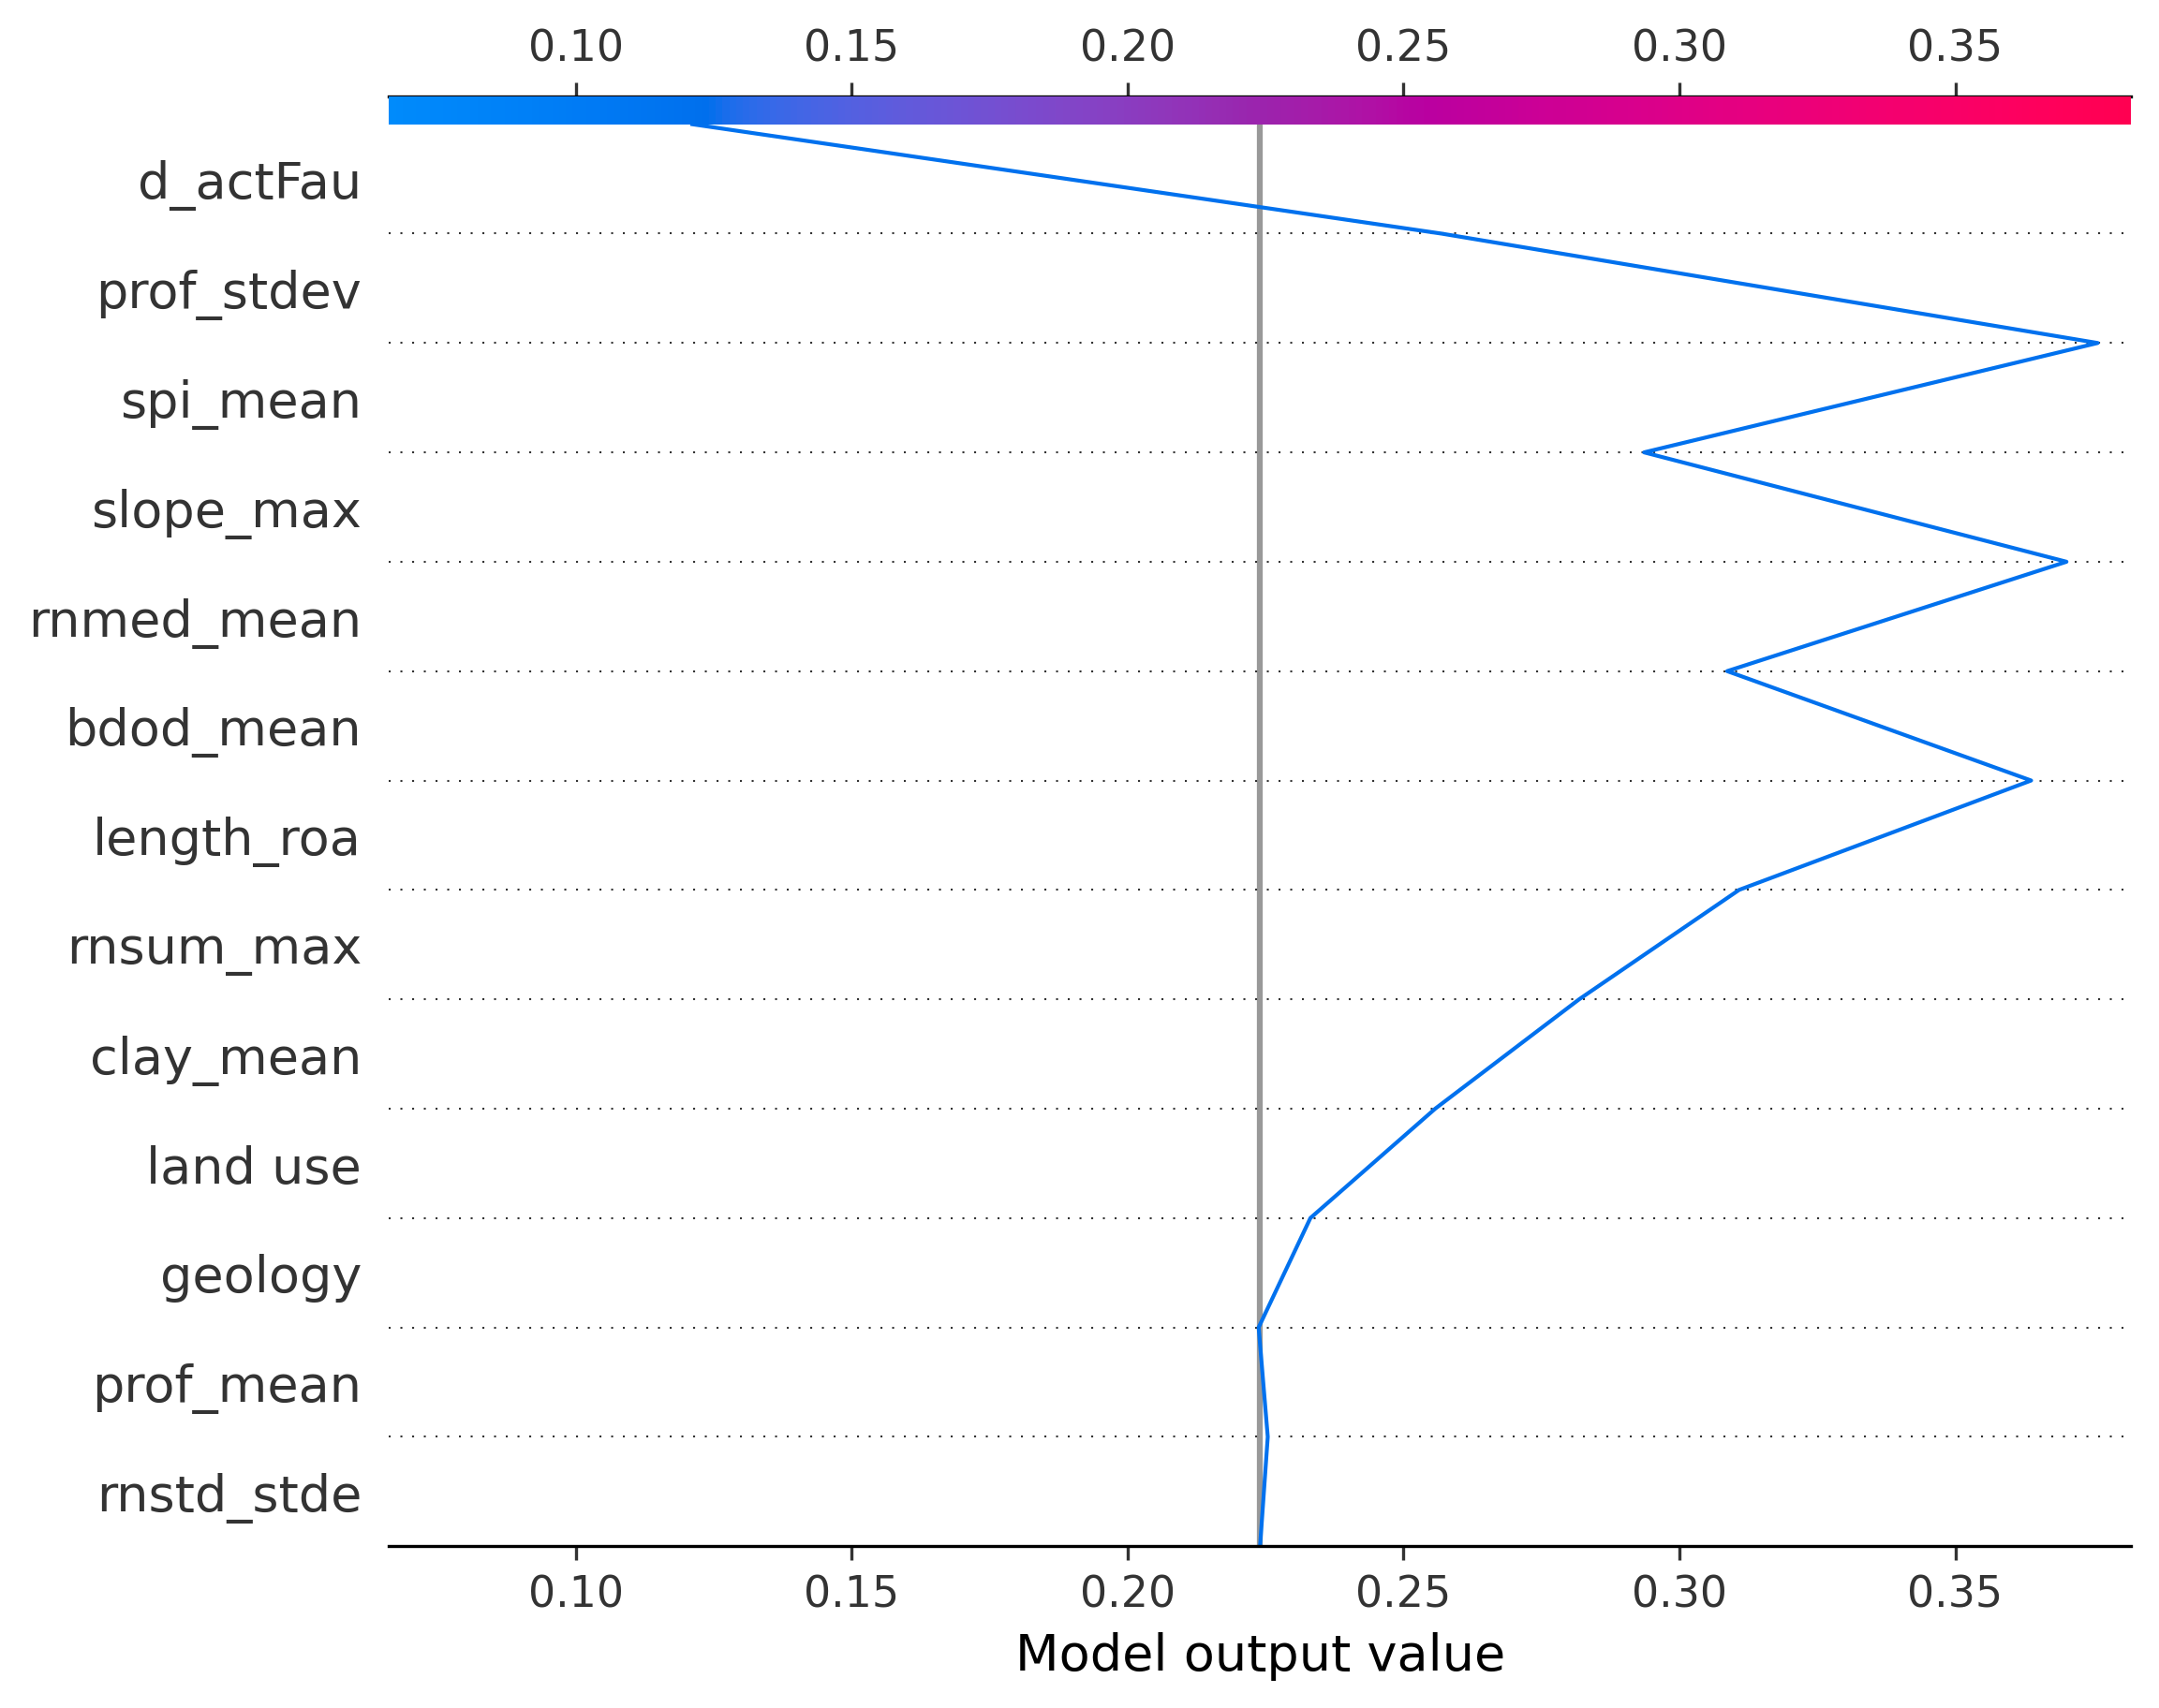 0.10 0.15 0.20 0.25 0.30 0.35
d_actFau
prof_stdev
spi_mean
slope_max
rnmed_mean
bdod_mean
length_roa
rnsum_max
clay_mean
land use
geology
prof_mean
rnstd_stde
0.10 0.15 0.20 0.25 0.30 0.35
Model output value